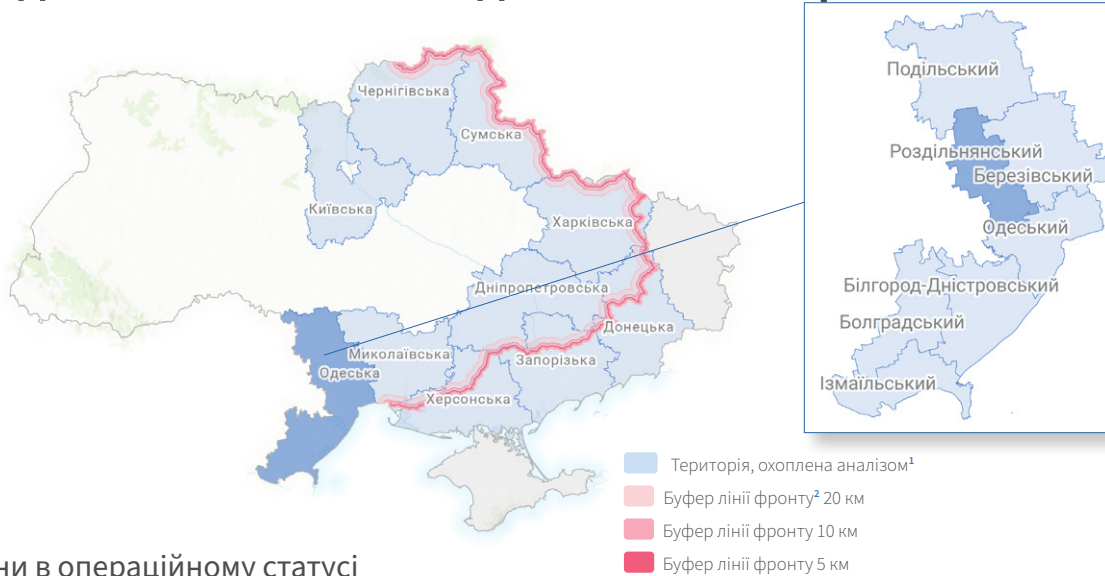 Чернігівська
Сумська
Київська
Харківська
Дніпропетровська
Донецька
Миколаївська
Запорізька
Одеська
Херсонська
Подільський
Роздільнянський
Березівський
Одеський
Білгород-Дністровський
Болградський
Ізмаїльський
Територія, охоплена аналізом¹
Буфер лінії фронту² 20 км
Буфер лінії фронту 10 км
Буфер лінії фронту 5 км
ни в операційному статусі